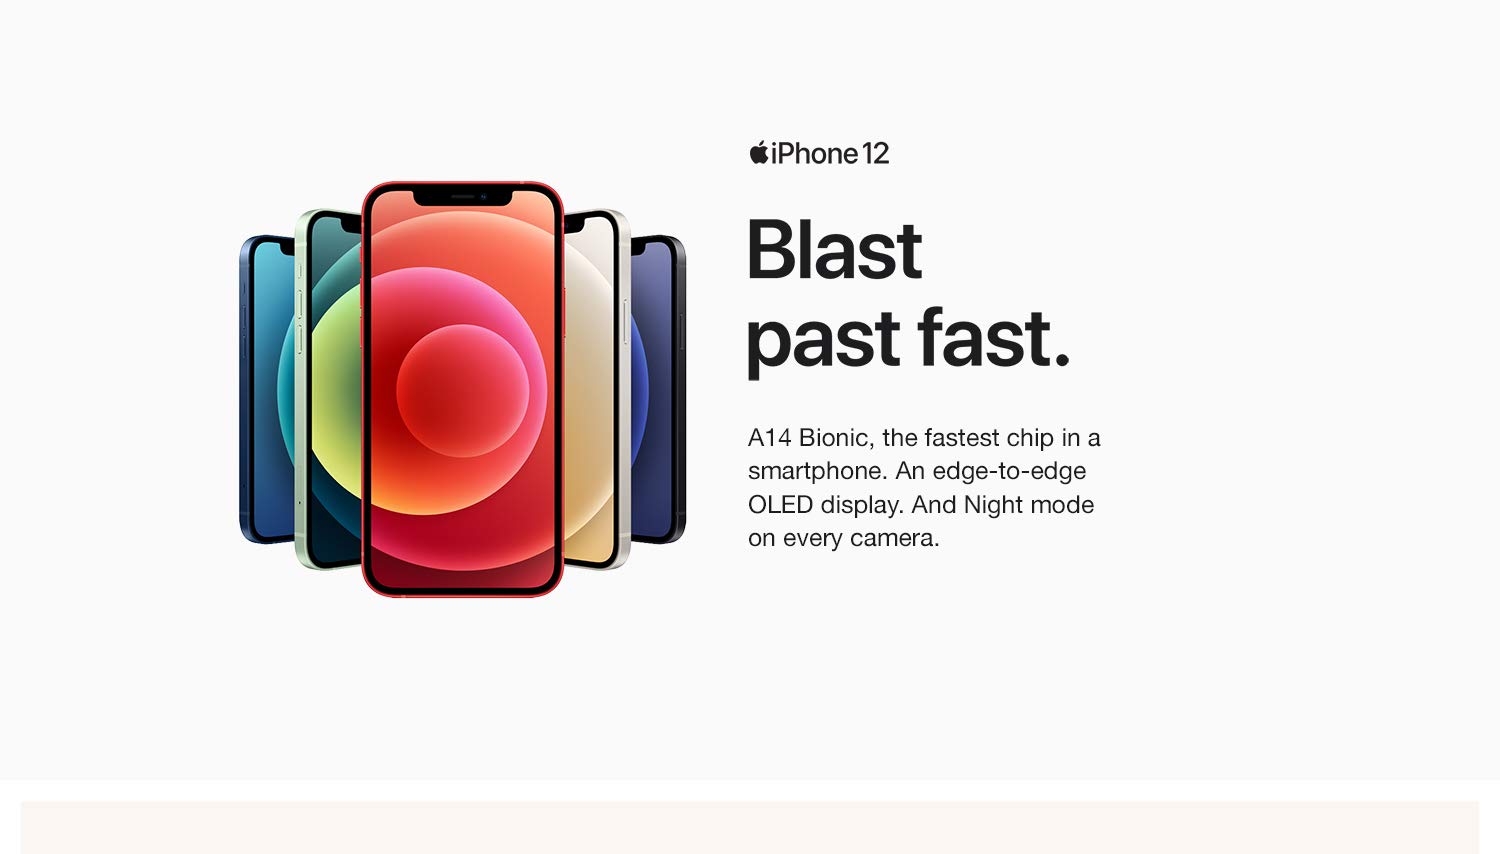 iPhone 12
Blast
past fast.
A14 Bionic, the fastest chip in a
smartphone. An edge-to-edge
OLED display. And Night mode
on every camera.